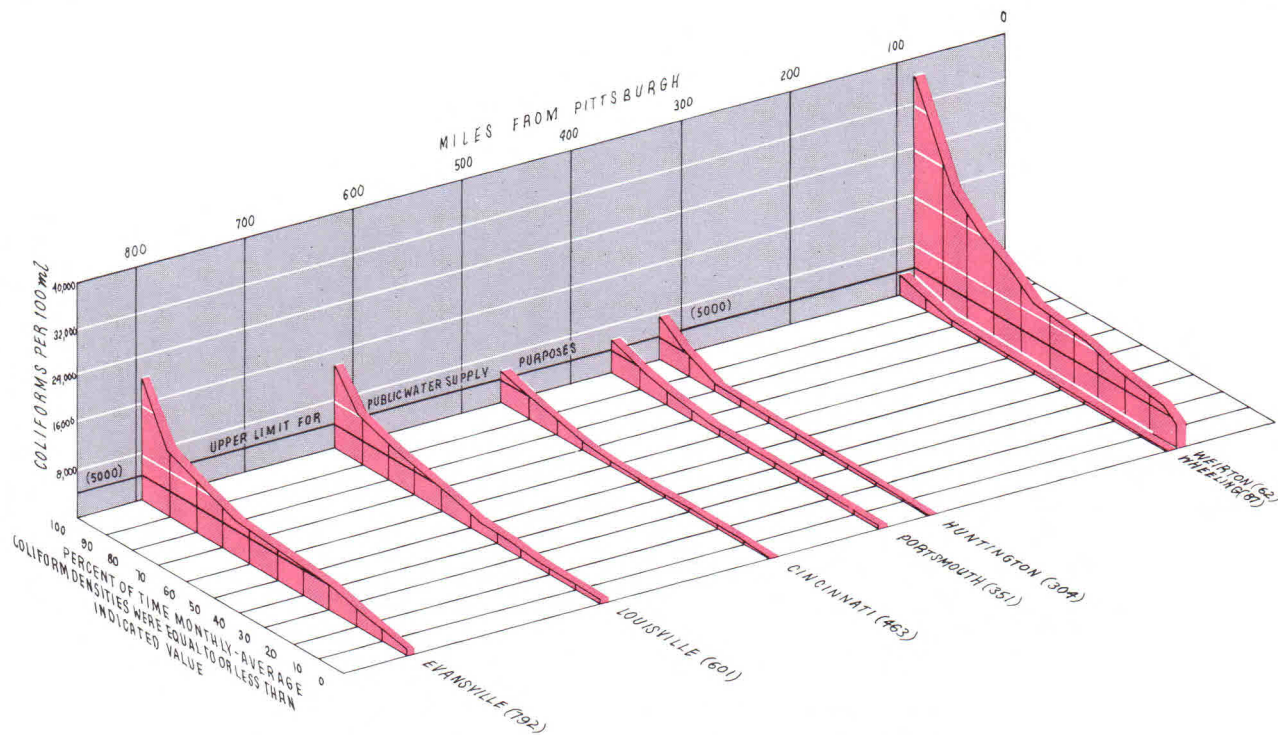 MILES FROM PITTSBURGH
0
100
200
300
400
500
600
700
800
COLIFORMS PER 100 ml
40,000
32,000
24,000
16000
8,000
(5000)
UPPER LIMIT FOR PUBLIC WATER SUPPLY PURPOSES
(5000)
100
90
80
70
60
50
40
30
20
10
0
PERCENT OF TIME MONTHLY-AVERAGE
COLIFORM DENSITIES WERE EQUAL TO OR LESS THAN
INDICATED VALUE
EVANSVILLE (792)
LOUISVILLE (601)
CINCINNATI (463)
PORTSMOUTH (351)
HUNTINGTON (304)
WEIRTON (62)
WHEELING (87)